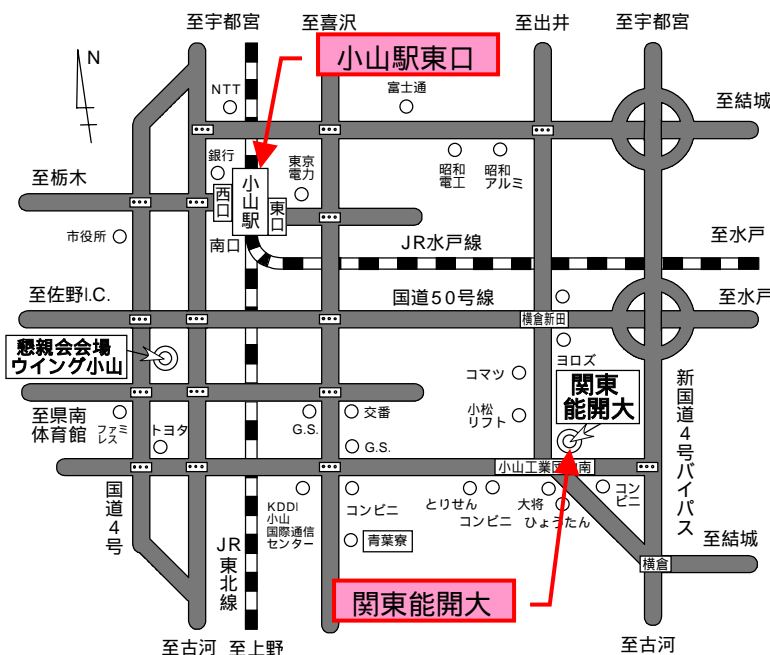 至宇都宮
至喜沢
至出井
至宇都宮
小山駅東口
N
NTT
富士通
至結城
銀行
東京
電力
昭和
電工
昭和
アルミ
至栃木
西口
小山駅
東口
市役所
南口
JR水戸線
至水戸
至佐野I.C.
国道50号線
至水戸
横倉新田
懇親会会場
ウイング小山
ヨロズ
コマツ
関東
能開大
新国道4号バイパス
至県南
体育館
ファミ
レス
トヨタ
G.S.
交番
小松
リフト
G.S.
国道4号
小山工業団
南
KDDI
小山
国際通信
センター
コンビニ
とりせん
コンビニ
大将
ひょうたん
コン
ビニ
青葉寮
JR東北線
至結城
横倉
関東能開大
至古河
至上野
至古河